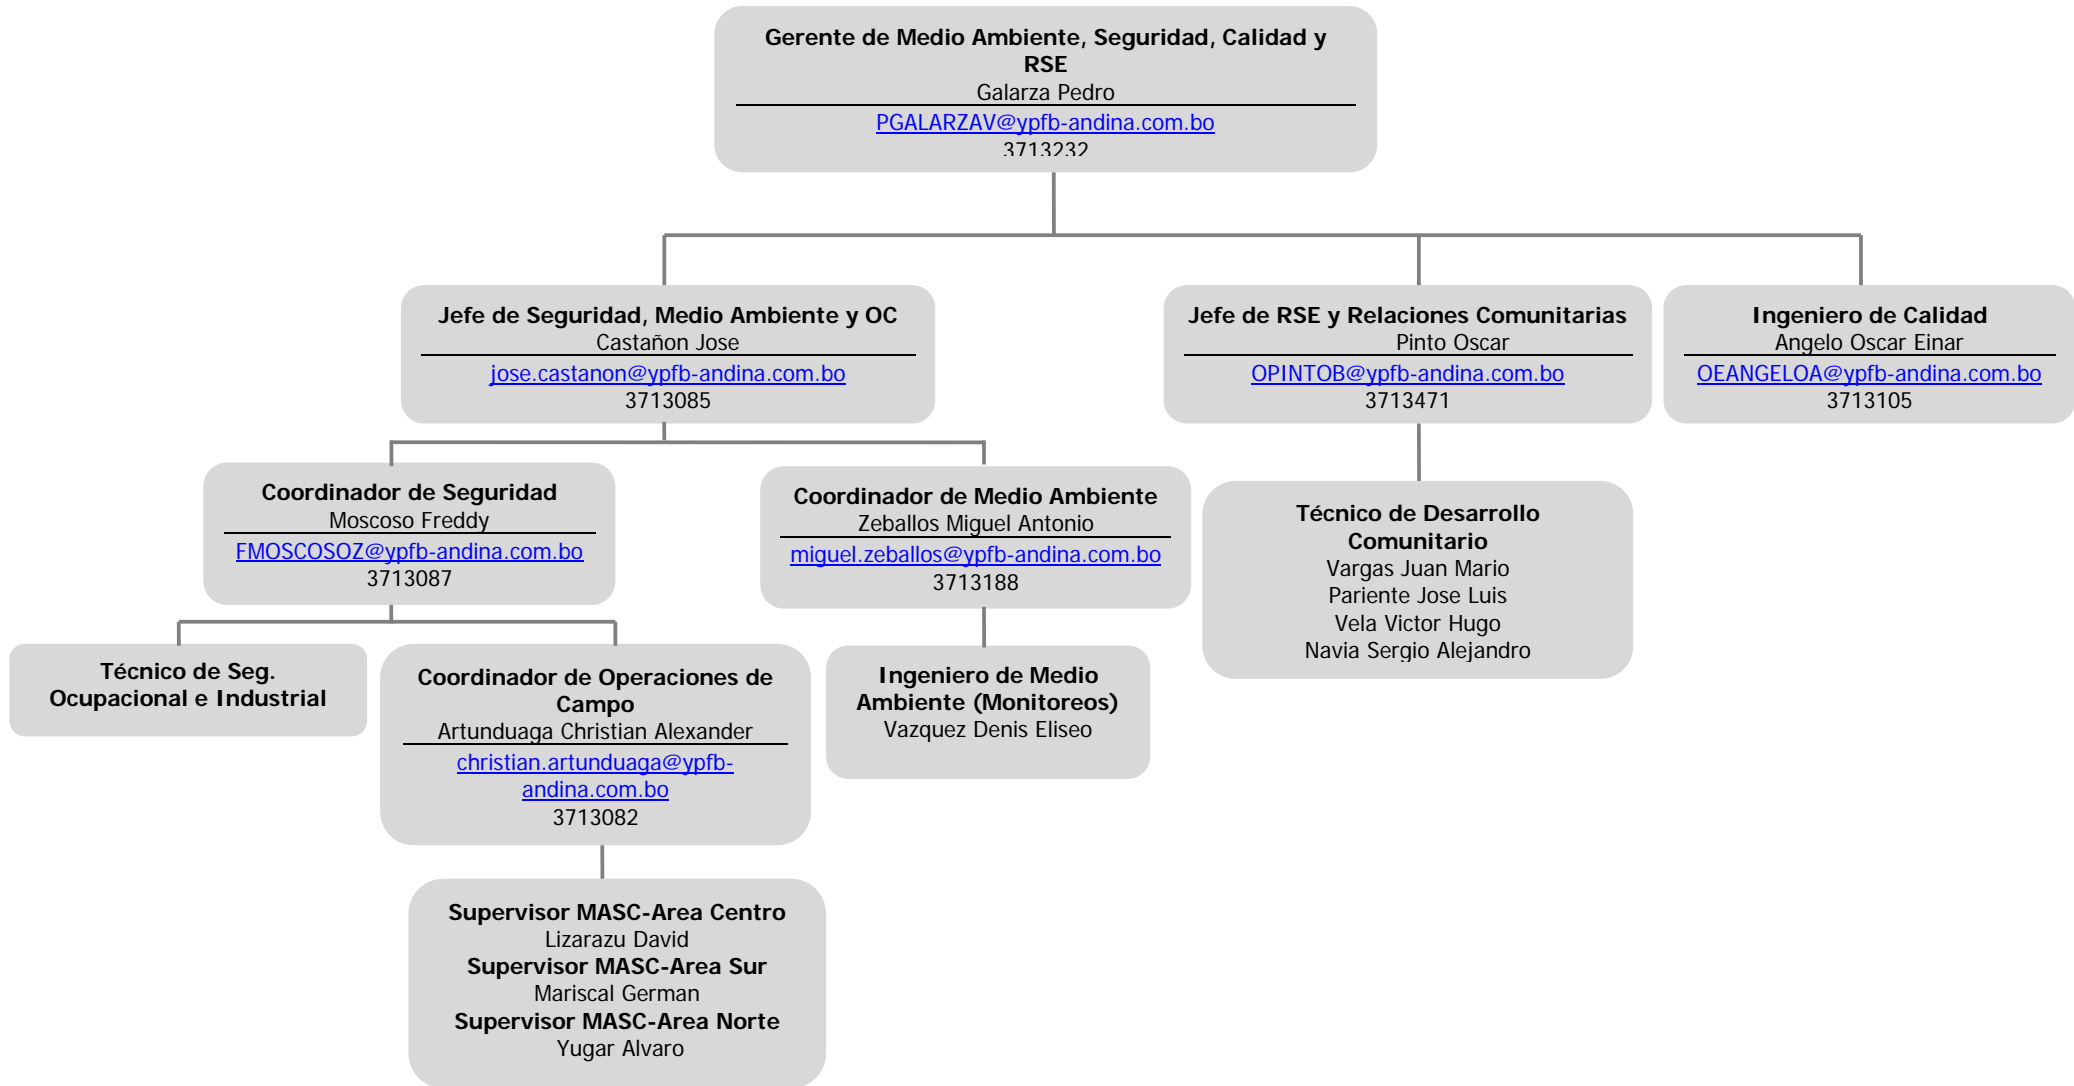 Gerente de Medio Ambiente, Seguridad, Calidad y
RSE
Galarza Pedro
PGALARZAV@ypfb-andina.com.bo
3713232
Jefe de Seguridad, Medio Ambiente y OC
Castañon Jose
jose.castanon@ypfb-andina.com.bo
3713085
Jefe de RSE y Relaciones Comunitarias
Pinto Oscar
OPINTOB@ypfb-andina.com.bo
3713471
Ingeniero de Calidad
Angelo Oscar Einar
OEANGELOA@ypfb-andina.com.bo
3713105
Coordinador de Seguridad
Moscoso Freddy
FMOSCOSOZ@ypfb-andina.com.bo
3713087
Coordinador de Medio Ambiente
Zeballos Miguel Antonio
miguel.zeballos@ypfb-andina.com.bo
3713188
Técnico de Desarrollo
Comunitario
Vargas Juan Mario
Pariente Jose Luis
Vela Victor Hugo
Navia Sergio Alejandro
Técnico de Seg.
Ocupacional e Industrial
Coordinador de Operaciones de
Campo
Artunduaga Christian Alexander
christian.artunduaga@ypfb-
andina.com.bo
3713082
Ingeniero de Medio
Ambiente (Monitoreos)
Vazquez Denis Eliseo
Supervisor MASC-Area Centro
Lizarazu David
Supervisor MASC-Area Sur
Mariscal German
Supervisor MASC-Area Norte
Yugar Alvaro